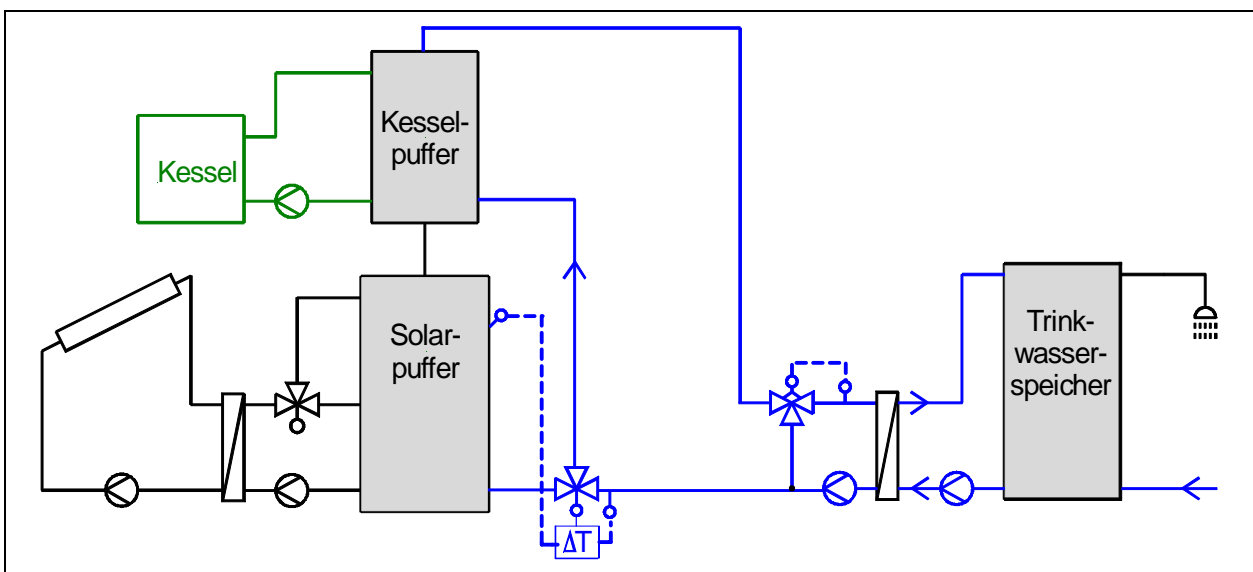 Kessel-
puffer
Kessel
Solar-
puffer
Trink-
wasser-
speicher
ΔT